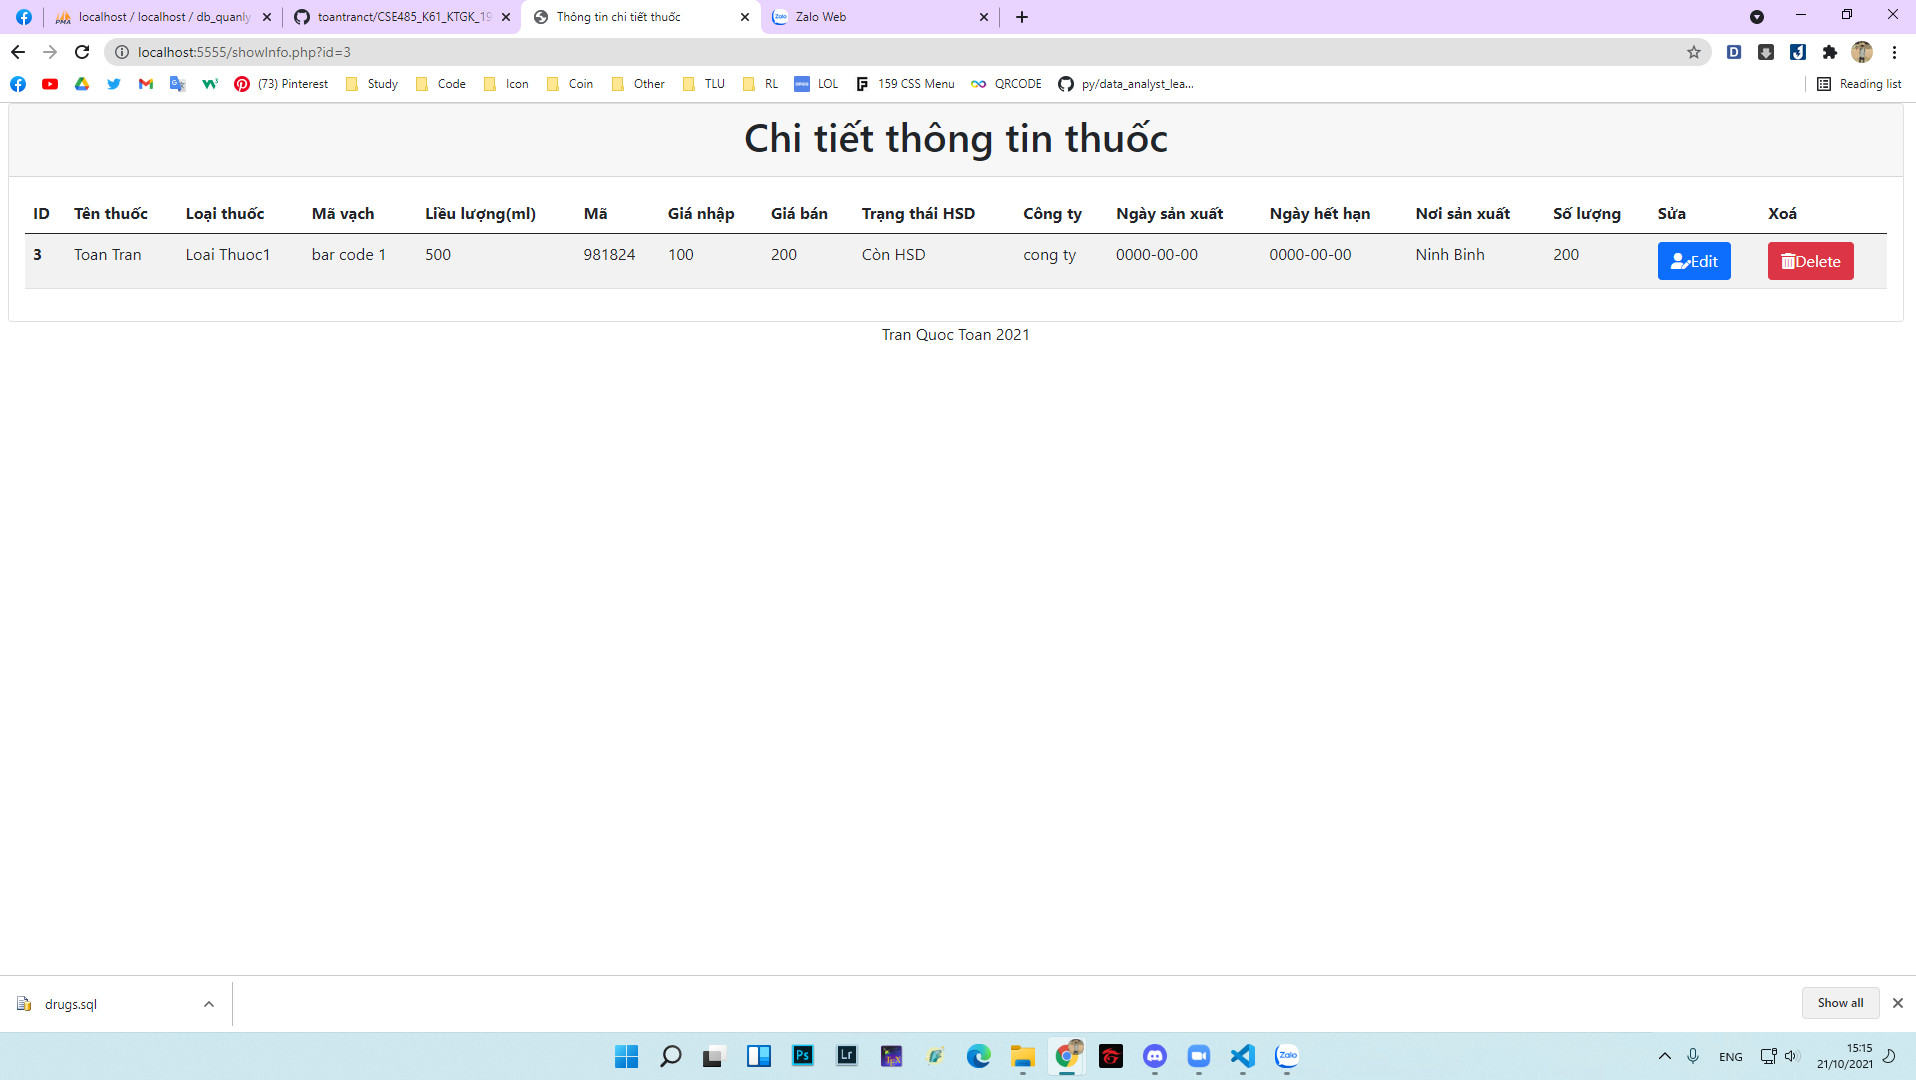 localhost / localhost / db_quanly
toantranct/CSE485_K61_KTGK_19
Thông tin chi tiết thuốc
Zalo Web
localhost:5555/showInfo.php?id=3
(73) Pinterest Study Code Icon Coin Other TLU RL LOL 159 CSS Menu QRCODE py/data_analyst_lea... Reading list
Chi tiết thông tin thuốc
ID Tên thuốc Loại thuốc Mã vạch Liều lượng(ml) Mã Giá nhập Giá bán Trạng thái HSD Công ty Ngày sản xuất Ngày hết hạn Nơi sản xuất Số lượng Sửa Xoá
3 Toan Tran Loai Thuoc1 bar code 1 500 981824 100 200 Còn HSD cong ty 0000-00-00 0000-00-00 Ninh Binh 200 Edit Delete
Tran Quoc Toan 2021
drugs.sql
Show all
Ps Lr Zalo
ENG
15:15
21/10/2021